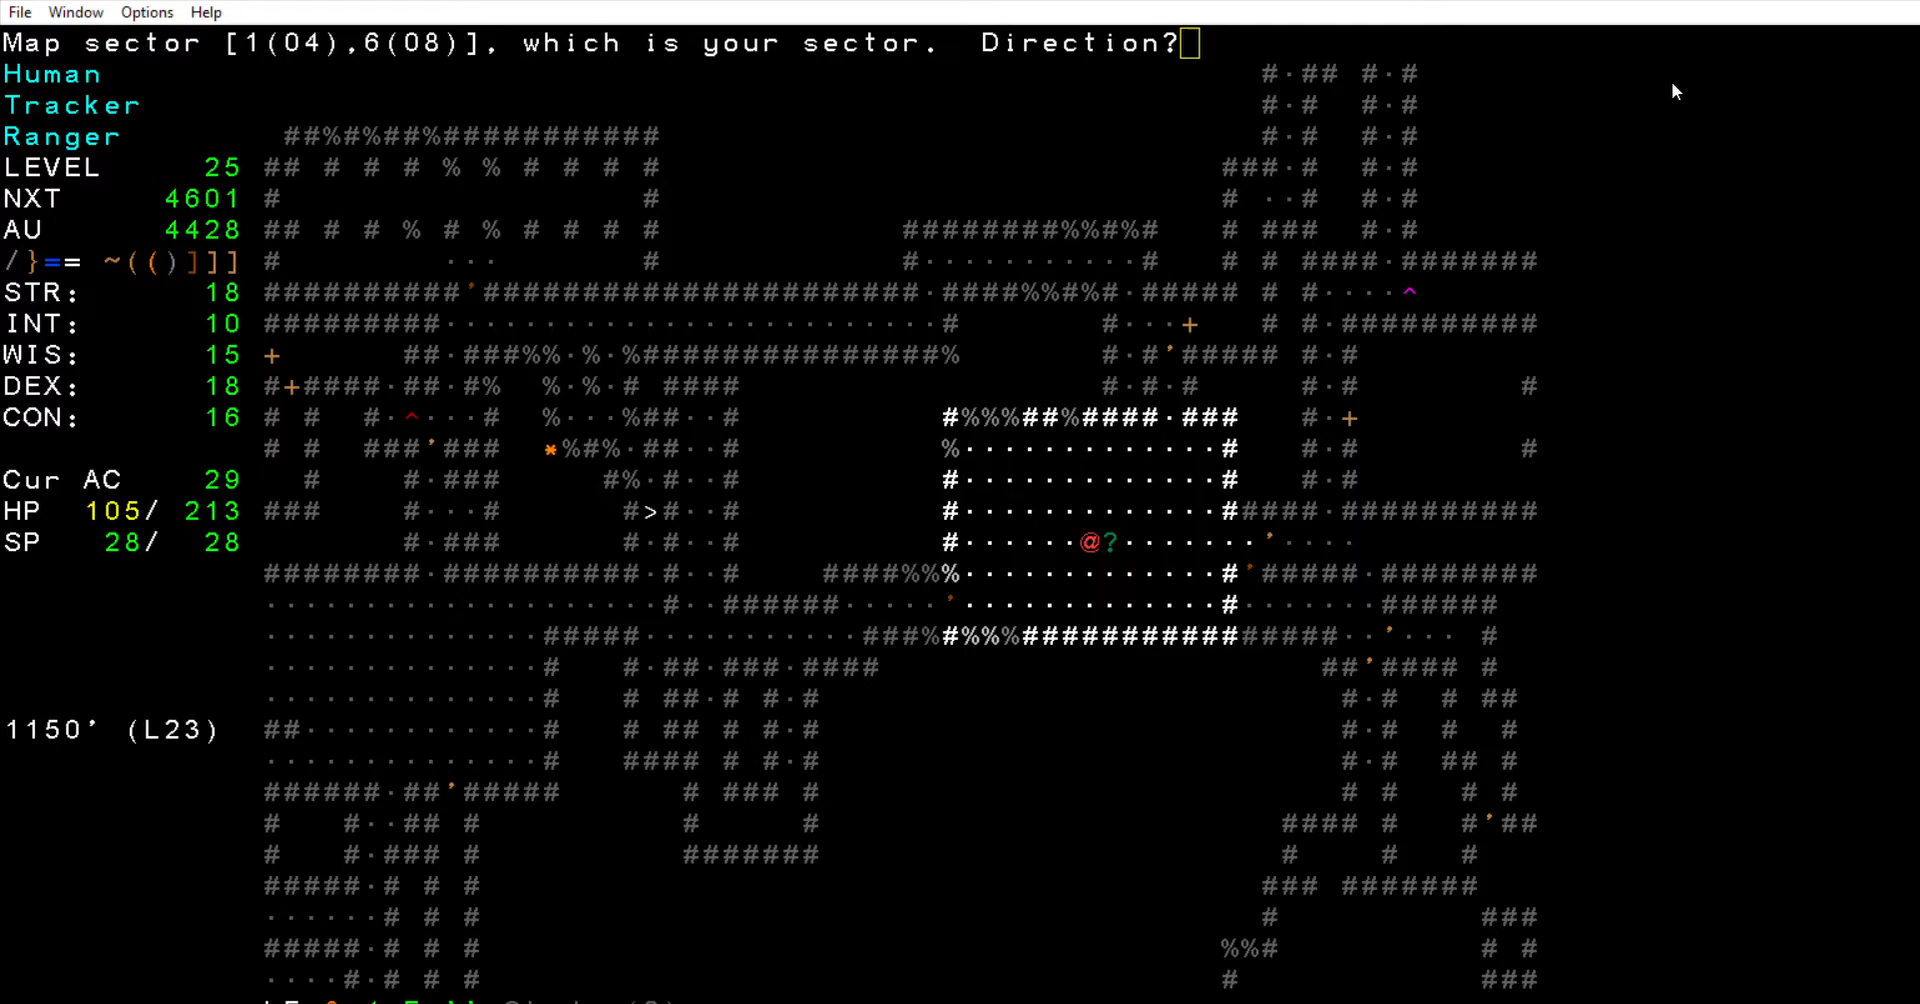 File Window Options Help
Map sector [1(04),6(08)], which is your sector.  Direction?
Human
Tracker
Ranger
LEVEL 25
NXT 4601
AU 4428
/}== ~(()]]]
STR: 18
INT: 10
WIS: 15
DEX: 18
CON: 16
Cur AC 29
HP 105/ 213
SP 28/ 28
1150' (L23)